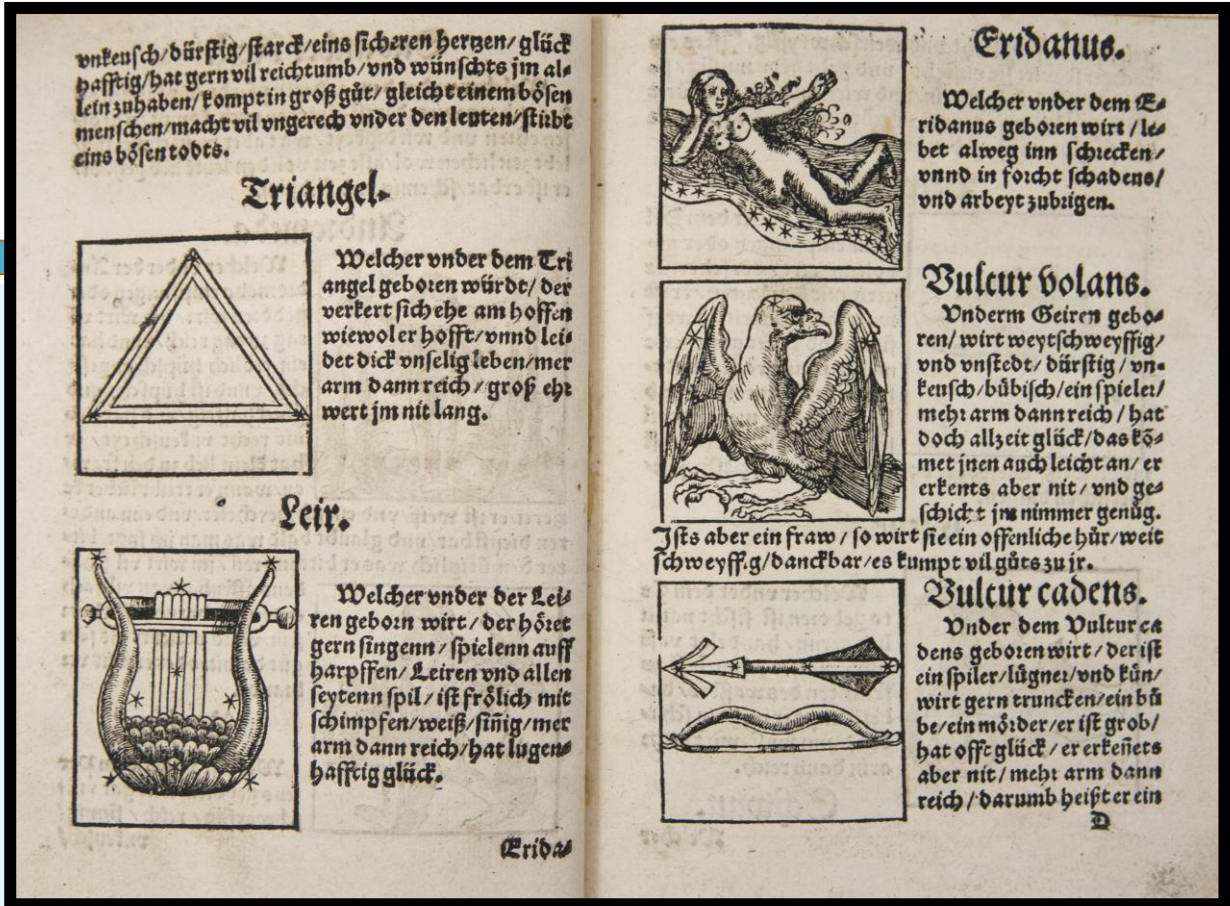 vnkeusch/dürstig/starck/eins sicheren hertzen/ glück
hafftig/hat gern vil reichtumb/vnd wünschts jm al⸗
lein zuhaben/kompt in groß gůt/ gleicht einem bösen
menschen/macht vil vngerech vnder den leuten/stirbt
eins bösen todts.
Triangel.
Welcher vnder dem Tri
angel geboren würdt/ der
verkert sich ehe am hoffen
wiewol er hofft/vnnd lei⸗
det dick vnselig leben/mer
arm dann reich/groß ehr
wert jm nit lang.
Leir.
Welcher vnder der Lei⸗
ren geborn wirt/der höret
gern singenn/spielenn auff
harpffen/Leiren vnd allen
seytenn spil/ist frölich mit
schimpfen/weiß/siñig/mer
arm dann reich/hat lugen⸗
hafftig glück.
Erida⸗
Eridanus.
Welcher vnder dem E⸗
ridanus geboren wirt/le⸗
bet alweg inn schrecken/
vnnd in forcht schadens/
vnd arbeyt zubrigen.
Vultur volans.
Vnderm Geiren gebo⸗
ren/wirt weytschweyffig/
vnd vnstedt/dürstig/vn⸗
keusch/bübisch/ein spieler/
mehr arm dann reich/hat
doch allzeit glück/das kõ⸗
met jnen auch leicht an/er
erkents aber nit/vnd ge⸗
schicht jm nimmer genůg.
Ists aber ein fraw/so wirt sie ein offenliche hůr/weit
schweyffig/danckbar/es kumpt vil gůts zu jr.
Vultur cadens.
Vnder dem Vultur ca
dens geboren wirt/der ist
ein spiler/lügner/vnd kün/
wirt gern truncken/ein bů
be/ein mörder/er ist grob/
hat offt glück/er erkeñets
aber nit/mehr arm dann
reich/darumb heißt er ein
D